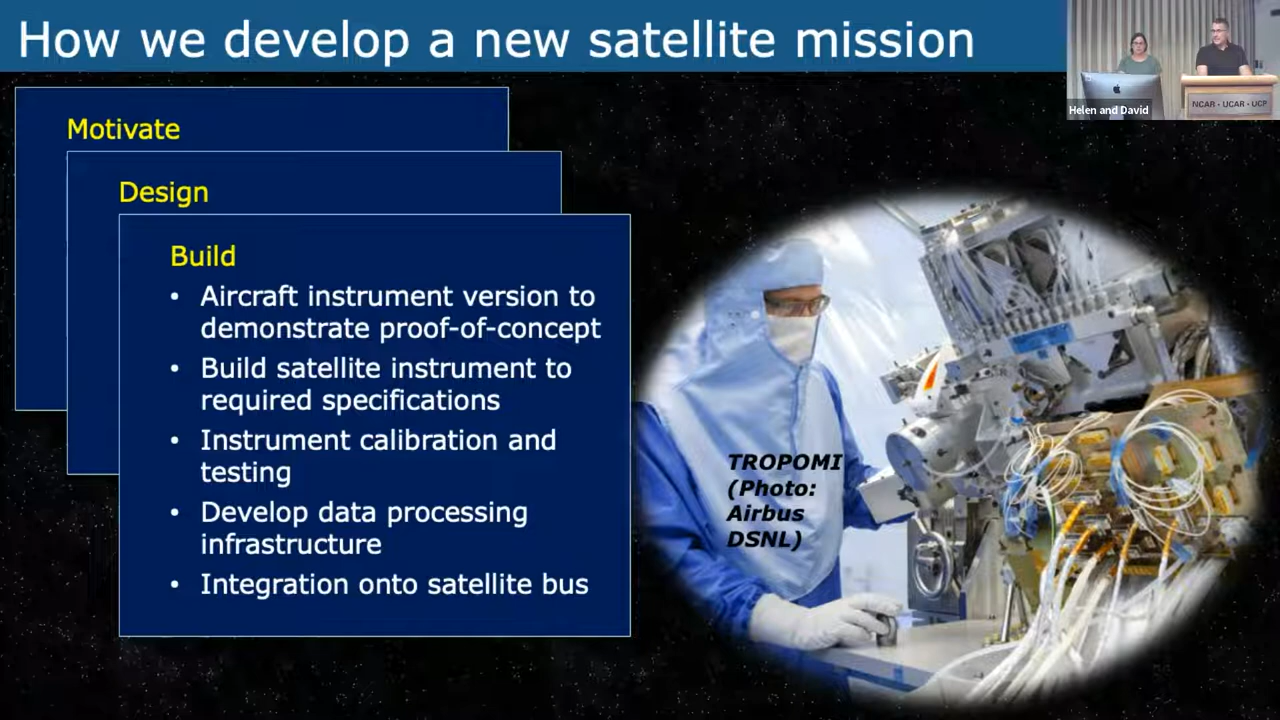 How we develop a new satellite mission
NCAR • UCAR • UCP
Helen and David
Motivate
Design
Build
• Aircraft instrument version to
demonstrate proof-of-concept
• Build satellite instrument to
required specifications
• Instrument calibration and
testing
• Develop data processing
infrastructure
• Integration onto satellite bus
TROPOMI
(Photo:
Airbus
DSNL)